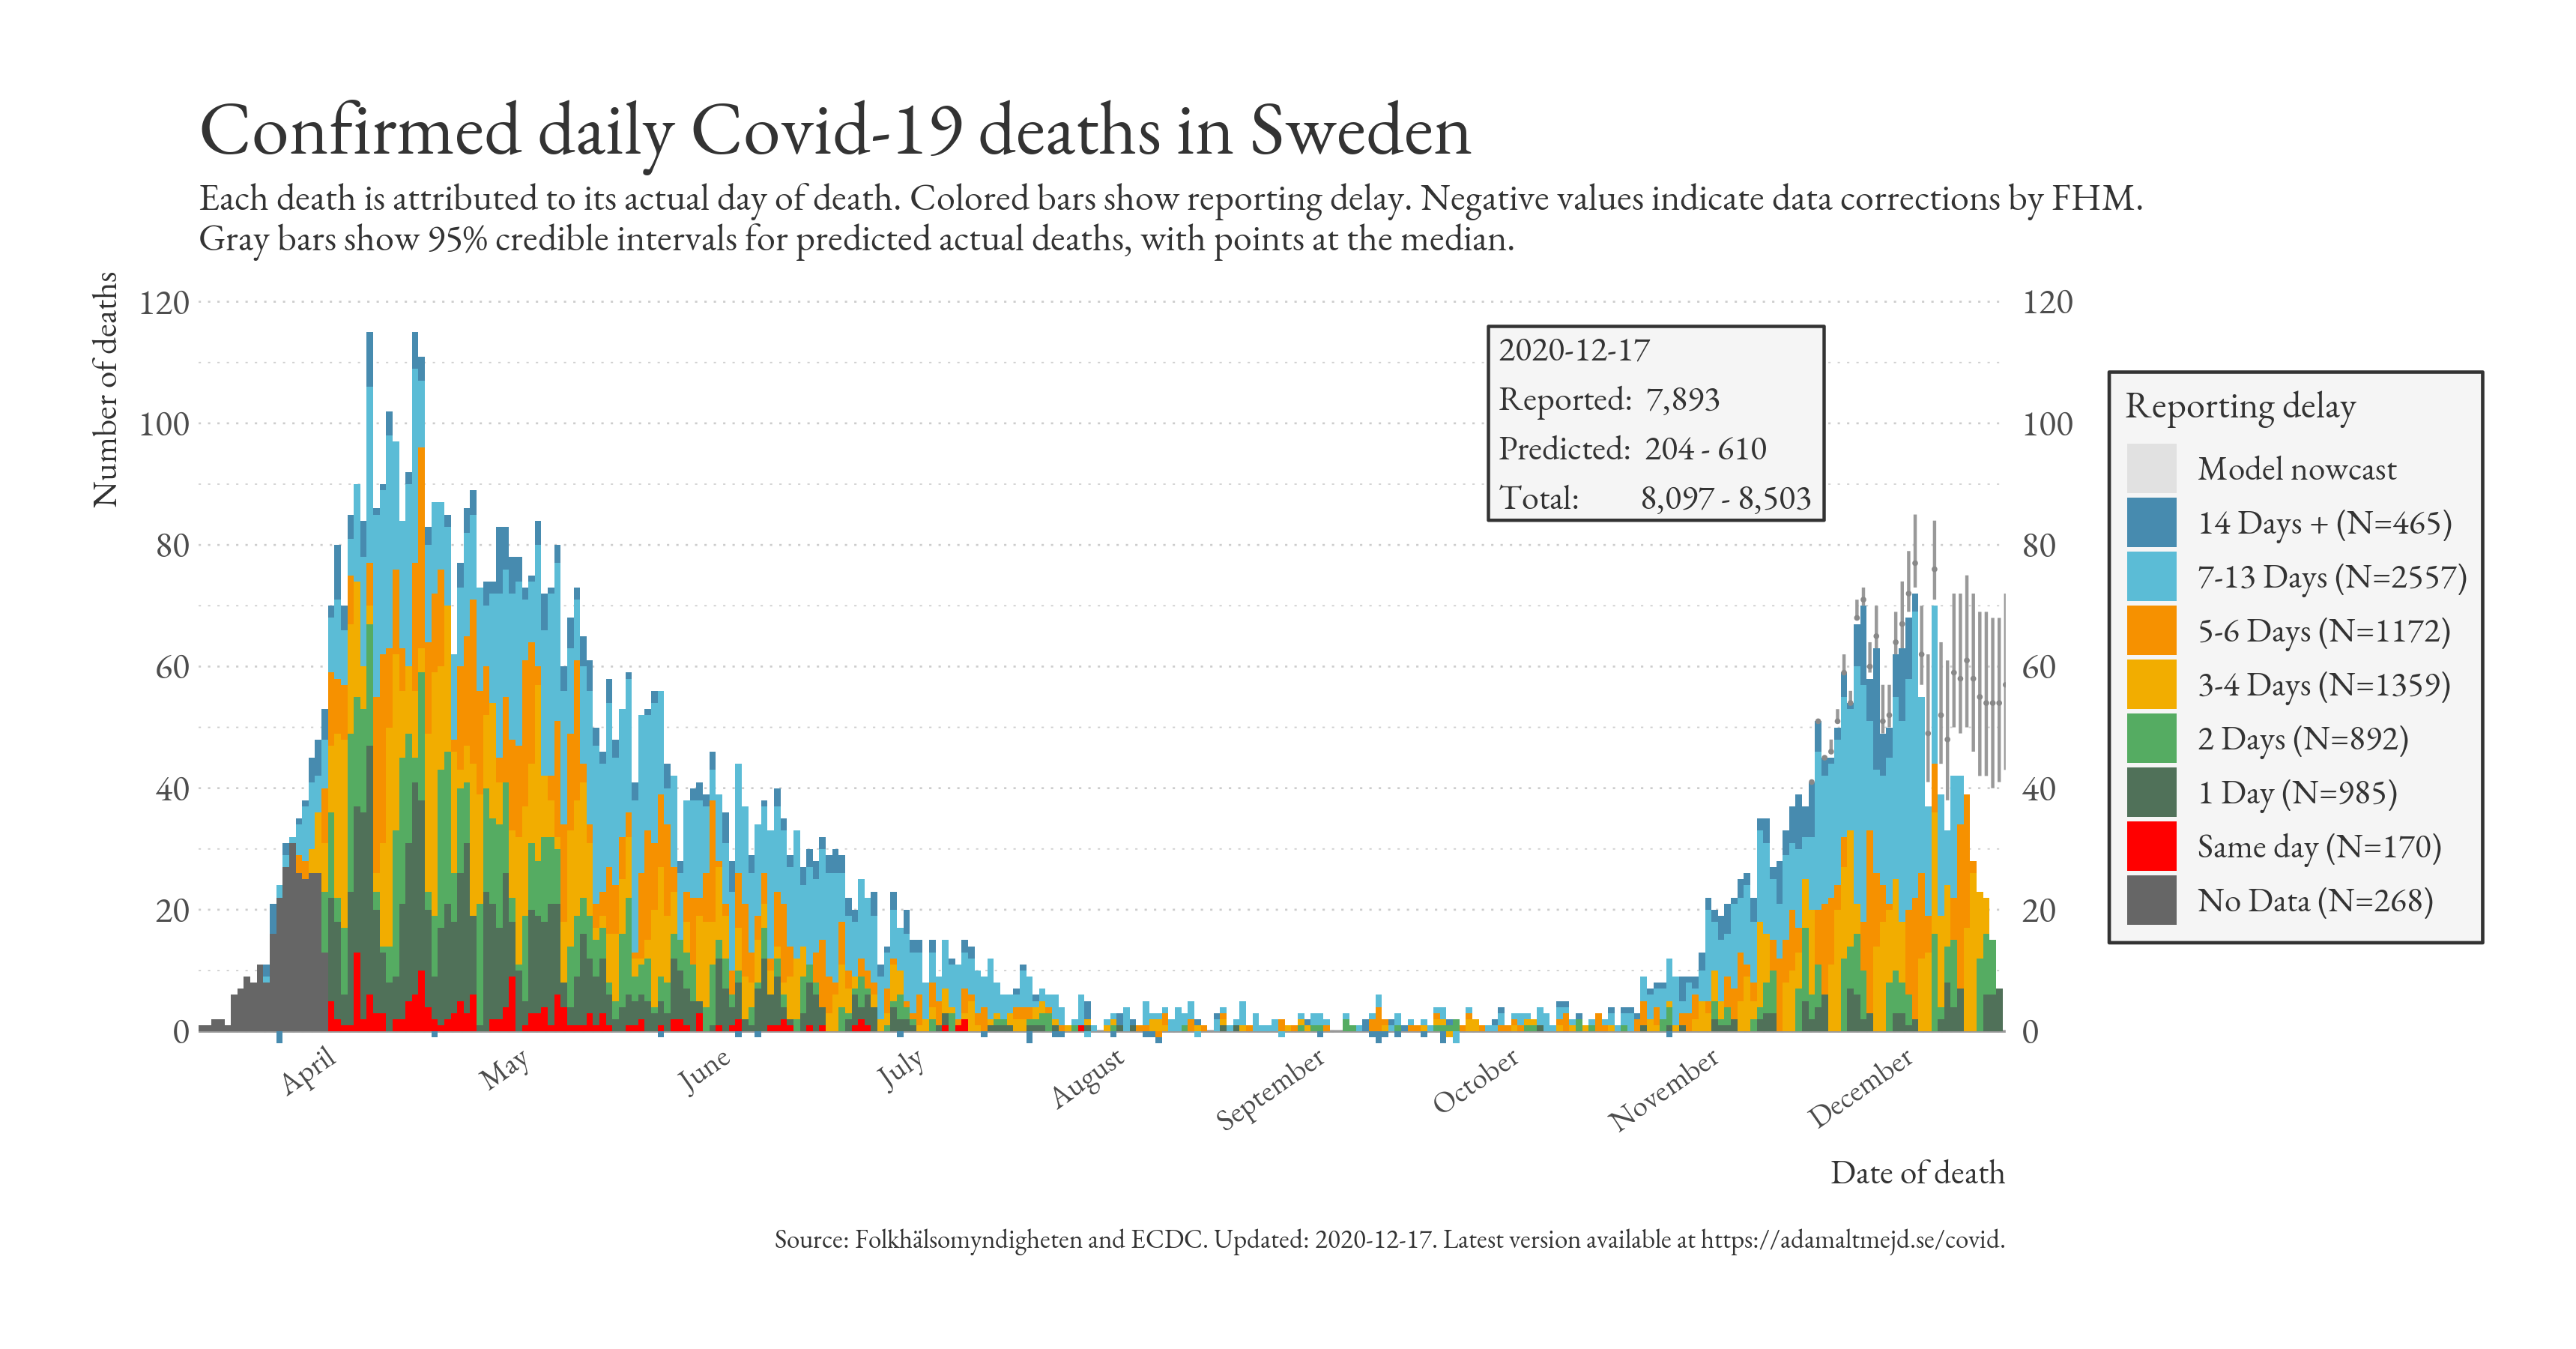 Confirmed daily Covid-19 deaths in Sweden
Each death is attributed to its actual day of death. Colored bars show reporting delay. Negative values indicate data corrections by FHM.
Gray bars show 95% credible intervals for predicted actual deaths, with points at the median.
Number of deaths
120
100
80
60
40
20
0
120
100
80
60
40
20
0
2020-12-17
Reported: 7,893
Predicted: 204 - 610
Total: 8,097 - 8,503
Reporting delay
Model nowcast
14 Days + (N=465)
7-13 Days (N=2557)
5-6 Days (N=1172)
3-4 Days (N=1359)
2 Days (N=892)
1 Day (N=985)
Same day (N=170)
No Data (N=268)
April
May
June
July
August
September
October
November
December
Date of death
Source: Folkhälsomyndigheten and ECDC. Updated: 2020-12-17. Latest version available at https://adamaltmejd.se/covid.